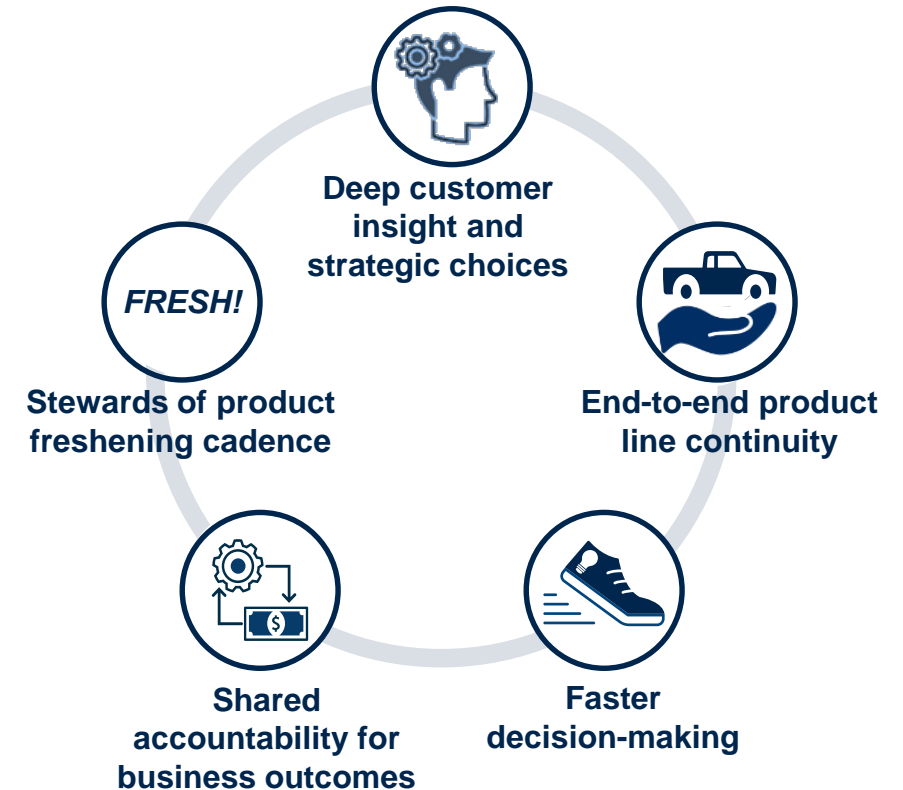 Deep customer
insight and
strategic choices
FRESH!
Stewards of product
freshening cadence
End-to-end product
line continuity
$
Shared
accountability for
business outcomes
Faster
decision-making